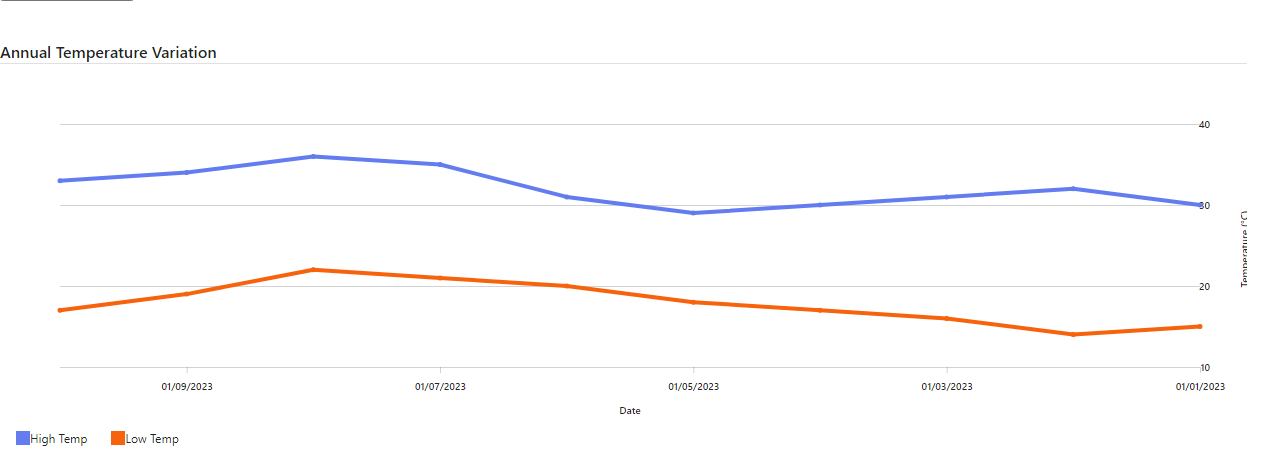 Annual Temperature Variation
40
30
20
10
Temperature (°C)
01/09/2023 01/07/2023 01/05/2023 01/03/2023 01/01/2023
Date
High Temp Low Temp